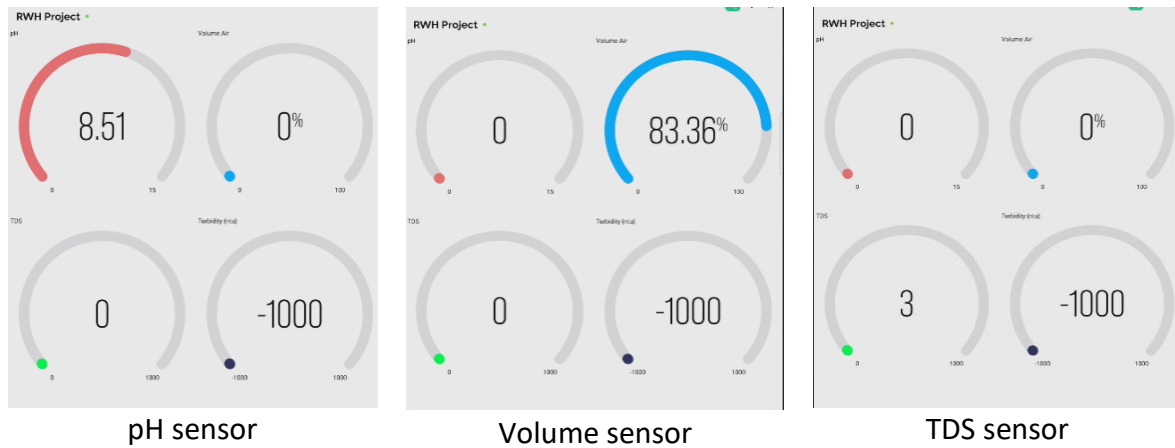 RWH Project
pH
Volume Air
8.51
0%
0 15
0 100
TDS
Turbidity (ntu)
0
-1000
0 1000
-1000 1000
pH sensor
RWH Project
pH
Volume Air
0
83.36%
0 15
0 100
TDS
Turbidity (ntu)
0
-1000
0 1000
-1000 1000
Volume sensor
RWH Project
pH
Volume Air
0
0%
0 15
0 100
TDS
Turbidity (ntu)
3
-1000
0 1000
-1000 1000
TDS sensor